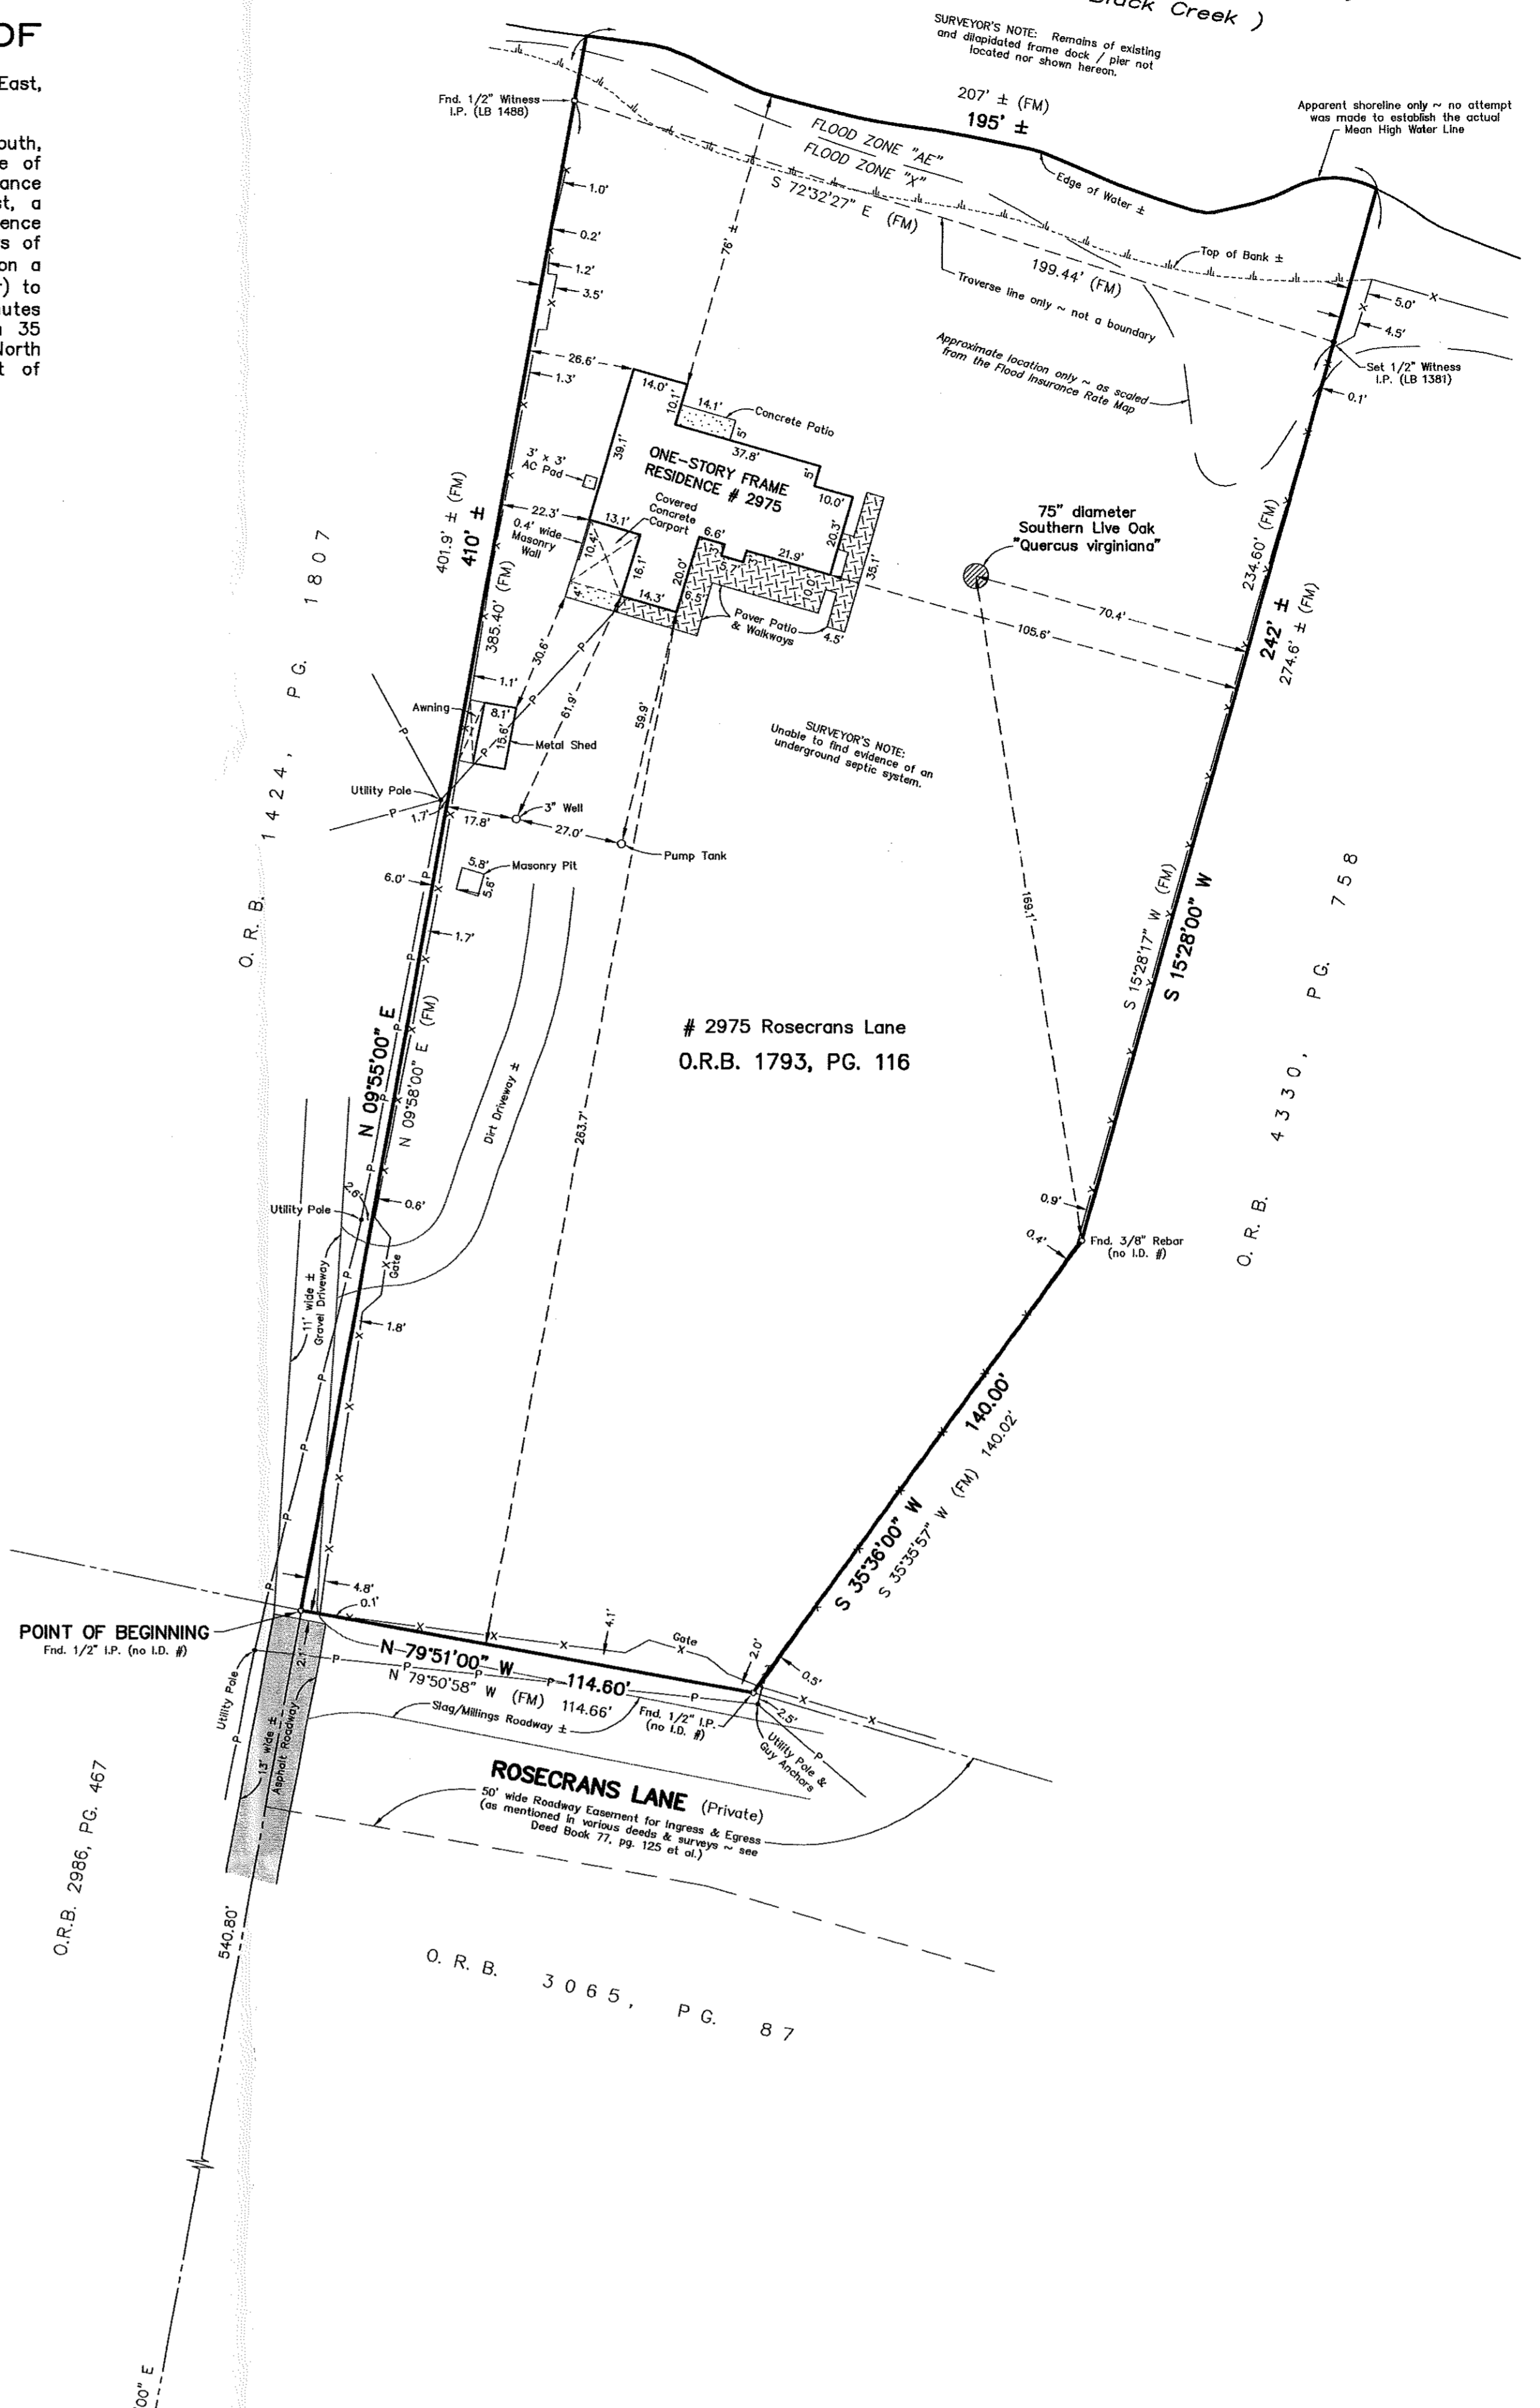 OF
East,
outh,
e of
ance
st, a
ence
s of
on a
r) to
utes
35
North
t of
Black Creek )
SURVEYOR'S NOTE: Remains of existing
and dilapidated frame dock / pier not
located nor shown hereon.
207' ± (FM)
195' ±
Apparent shoreline only ~ no attempt
was made to establish the actual
Mean High Water Line
Fnd. 1/2" Witness
I.P. (LB 1488)
FLOOD ZONE "AE"
FLOOD ZONE "X"
S 72°32'27" E (FM)
Edge of Water ±
Top of Bank ±
199.44' (FM)
Traverse line only ~ not a boundary
Approximate location only ~ as scaled
from the Flood Insurance Rate Map
1.0'
0.2'
1.2'
3.5'
76' ±
5.0'
4.5'
Set 1/2" Witness
I.P. (LB 1381)
0.1'
26.6'
1.3'
14.0'
10.1'
14.1'
5'
Concrete Patio
37.8'
5'
10.0'
39.1'
ONE-STORY FRAME
RESIDENCE # 2975
3' x 3'
AC Pad
22.3'
13.1'
Covered
Concrete
Carport
0.4' wide
Masonry
Wall
10.4'
16.1'
6.6'
5.7'
21.9'
20.3'
35.1'
20.0'
14.3'
4'
6.5'
10.0'
4.5'
Paver Patio
& Walkways
75" diameter
Southern Live Oak
"Quercus virginiana"
70.4'
105.6'
234.60' (FM)
242' ±
274.6' ± (FM)
401.9' ± (FM)
410' ±
385.40' (FM)
O. R. B. 1424, PG. 1807
30.6'
61.9'
59.9'
1.1'
Awning
8.1'
15.6'
Metal Shed
P
P
P
P
SURVEYOR'S NOTE:
Unable to find evidence of an
underground septic system.
Utility Pole
1.7'
17.8'
3" Well
27.0'
Pump Tank
6.0'
5.8'
5.6'
Masonry Pit
1.7'
169.1'
S 15°28'17" W (FM)
S 15°28'00" W
O. R. B. 4330, PG. 758
# 2975 Rosecrans Lane
O.R.B. 1793, PG. 116
N 09°55'00" E
N 09°58'00" E (FM)
Dirt Driveway ±
263.7'
2.6'
Utility Pole
0.6'
Gate
11' wide ±
Gravel Driveway
1.8'
0.9'
0.4'
Fnd. 3/8" Rebar
(no I.D. #)
140.00'
S 35°36'00" W
S 35°35'57" W (FM) 140.02'
4.8'
0.1'
POINT OF BEGINNING
Fnd. 1/2" I.P. (no I.D. #)
2.1'
4.1'
Gate
2.0'
0.5'
2.5'
N 79°51'00" W 114.60'
N 79°50'58" W (FM) 114.66'
Slag/Millings Roadway ±
Fnd. 1/2" I.P.
(no I.D. #)
Utility Pole &
Guy Anchors
Utility Pole
13' wide ±
Asphalt Roadway
ROSECRANS LANE (Private)
50' wide Roadway Easement for Ingress & Egress
(as mentioned in various deeds & surveys ~ see
Deed Book 77, pg. 125 et al.)
O.R.B. 2986, PG. 467
540.80'
O. R. B. 3065, PG. 87
00" E